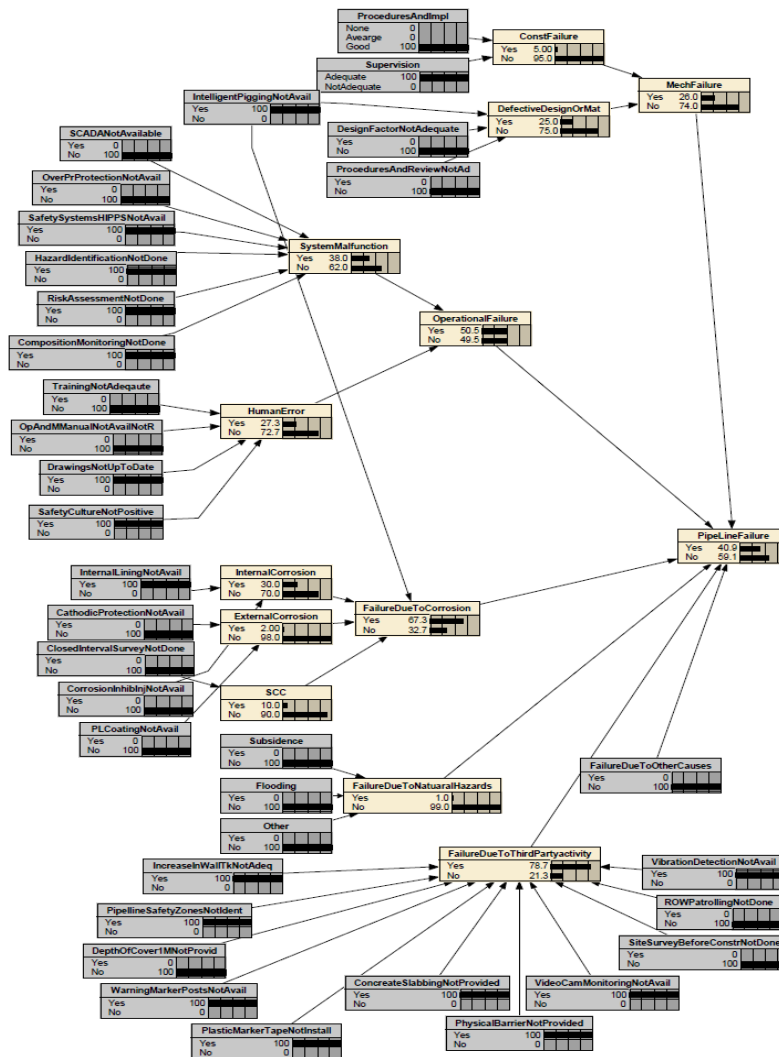 ProceduresAndImpl
None 0
Avearge 0
Good 100
ConstFailure
Yes 5.00
No 95.0
Supervision
Adequate 100
NotAdequate 0
MechFailure
Yes 26.0
No 74.0
IntelligentPiggingNotAvail
Yes 100
No 0
DefectiveDesignOrMat
Yes 25.0
No 75.0
DesignFactorNotAdequate
Yes 0
No 100
ProceduresAndReviewNotAd
Yes 0
No 100
SCADANotAvailable
Yes 0
No 100
OverPrProtectionNotAvail
Yes 0
No 100
SafetySystemsHIPPSNotAvail
Yes 100
No 0
HazardIdentificationNotDone
Yes 100
No 0
RiskAssessmentNotDone
Yes 100
No 0
CompositionMonitoringNotDone
Yes 100
No 0
SystemMalfunction
Yes 38.0
No 62.0
OperationalFailure
Yes 50.5
No 49.5
TrainingNotAdeqaute
Yes 0
No 100
OpAndMManualNotAvailNotR
Yes 0
No 100
DrawingsNotUpToDate
Yes 100
No 0
SafetyCultureNotPositive
Yes 100
No 0
HumanError
Yes 27.3
No 72.7
PipeLineFailure
Yes 40.9
No 59.1
InternalLiningNotAvail
Yes 100
No 0
CathodicProtectionNotAvail
Yes 0
No 100
ClosedIntervalSurveyNotDone
Yes 0
No 100
CorrosionInhibInjNotAvail
Yes 0
No 100
PLCoatingNotAvail
Yes 0
No 100
InternalCorrosion
Yes 30.0
No 70.0
ExternalCorrosion
Yes 2.00
No 98.0
SCC
Yes 10.0
No 90.0
FailureDueToCorrosion
Yes 67.3
No 32.7
Subsidence
Yes 0
No 100
Flooding
Yes 0
No 100
Other
Yes 0
No 100
FailureDueToNatuaralHazards
Yes 1.0
No 99.0
FailureDueToOtherCauses
Yes 0
No 100
FailureDueToThirdPartyactivity
Yes 78.7
No 21.3
IncreaseInWallTkNotAdeq
Yes 100
No 0
PipelineSafetyZonesNotIdent
Yes 100
No 0
DepthOfCover1MNotProvid
Yes 0
No 100
WarningMarkerPostsNotAvail
Yes 100
No 0
PlasticMarkerTapeNotInstall
Yes 100
No 0
ConcreateSlabbingNotProvided
Yes 100
No 0
PhysicalBarrierNotProvided
Yes 100
No 0
VideoCamMonitoringNotAvail
Yes 100
No 0
SiteSurveyBeforeConstrNotDone
Yes 0
No 100
ROWPatrollingNotDone
Yes 0
No 100
VibrationDetectionNotAvail
Yes 100
No 0